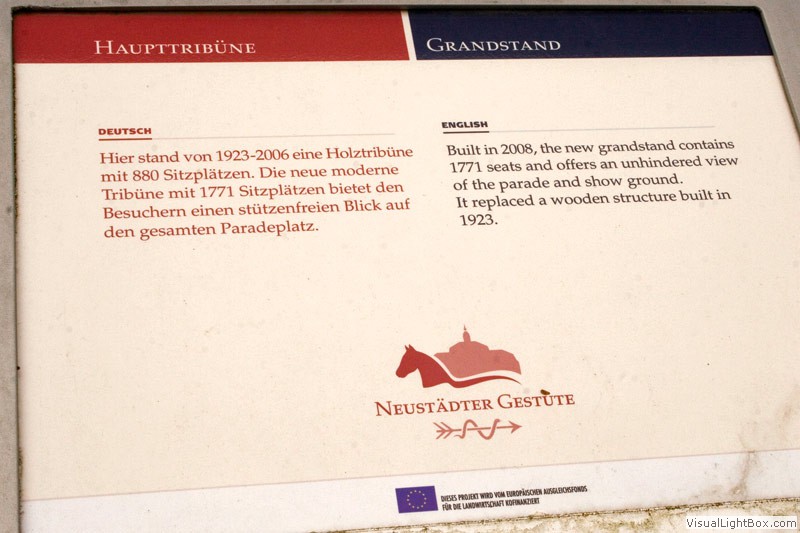 HAUPTTRIBÜNE
GRANDSTAND
DEUTSCH
Hier stand von 1923-2006 eine Holztribüne
mit 880 Sitzplätzen. Die neue moderne
Tribüne mit 1771 Sitzplätzen bietet den
Besuchern einen stützenfreien Blick auf
den gesamten Paradeplatz.
ENGLISH
Built in 2008, the new grandstand contains
1771 seats and offers an unhindered view
of the parade and show ground.
It replaced a wooden structure built in
1923.
NEUSTÄDTER GESTÜTE
DIESES PROJEKT WIRD VOM EUROPÄISCHEN AUSGLEICHSFONDS
FÜR DIE LANDWIRTSCHAFT KOFINANZIERT
VisualLightBox.com